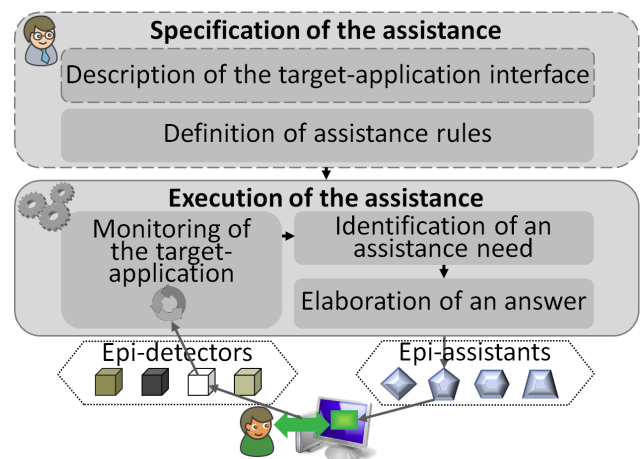 Specification of the assistance
Description of the target-application interface
Definition of assistance rules
Execution of the assistance
Monitoring of
the target-
application
Identification of an
assistance need
Elaboration of an answer
Epi-detectors
Epi-assistants